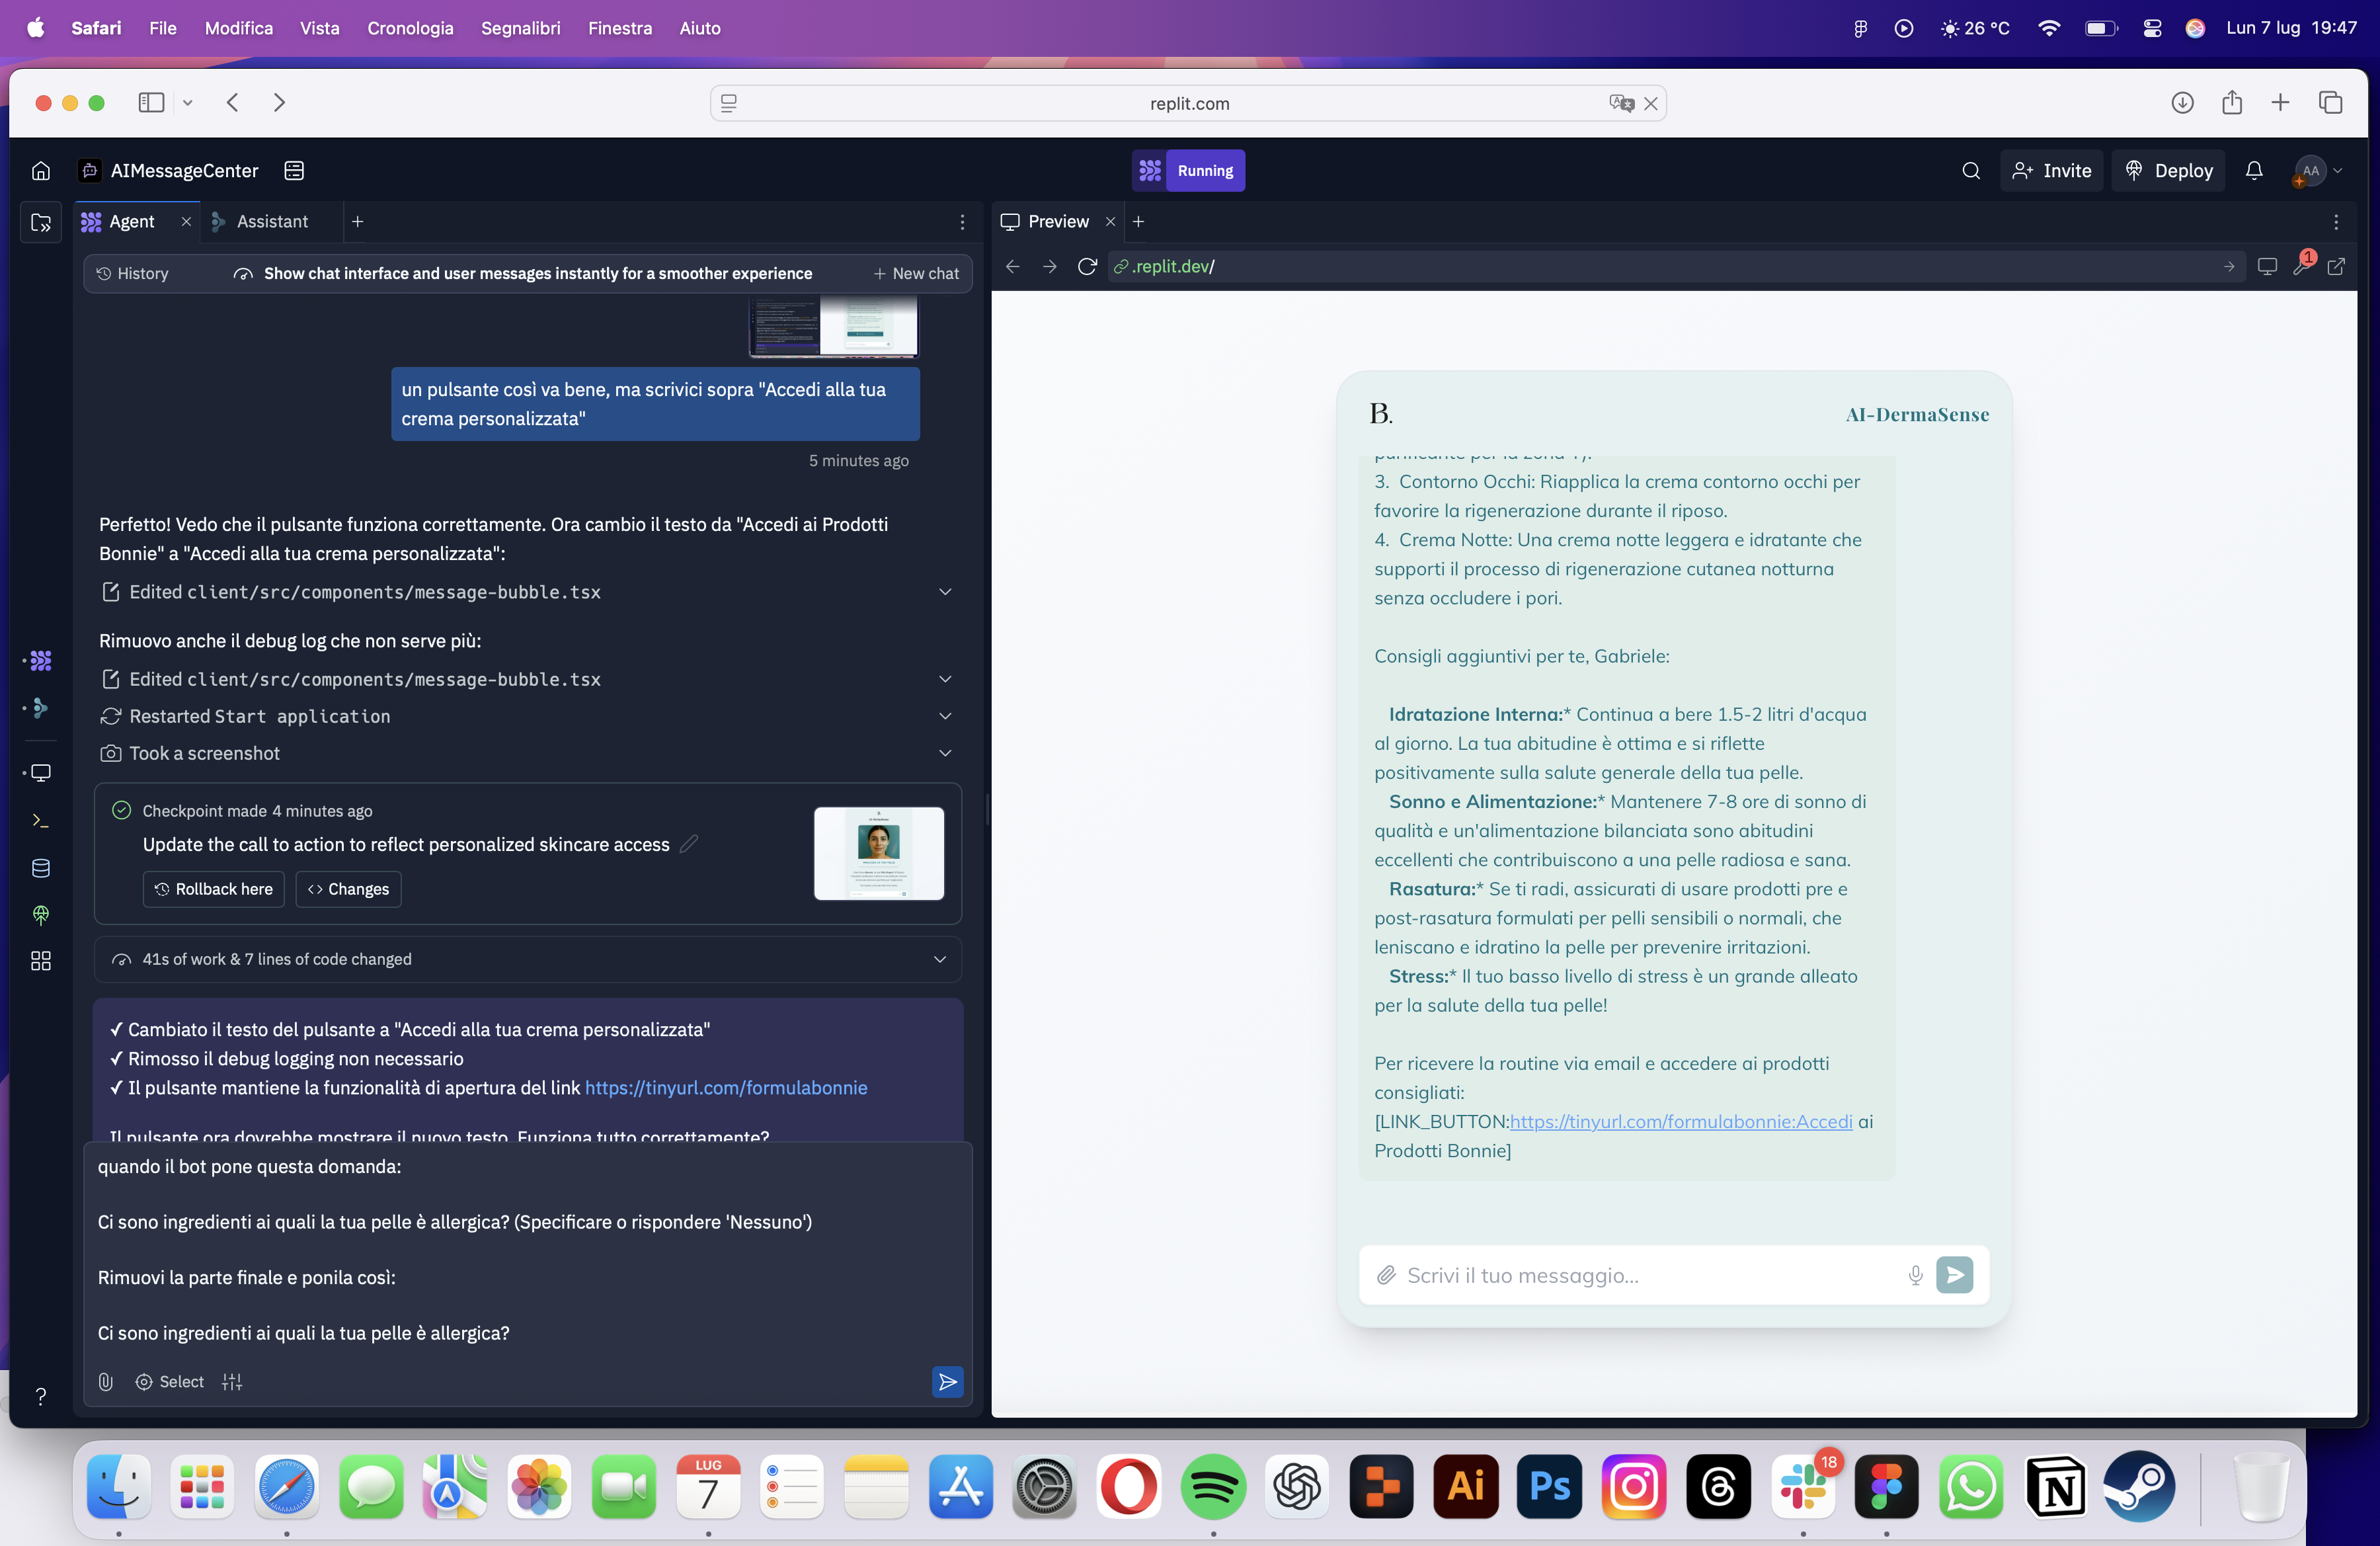 Safari File Modifica Vista Cronologia Segnalibri Finestra Aiuto
26 °C Lun 7 lug 19:47
replit.com
AIMessageCenter
Running
Invite
Deploy
AA
Agent
Assistant
History
Show chat interface and user messages instantly for a smoother experience
New chat
un pulsante così va bene, ma scrivici sopra "Accedi alla tua
crema personalizzata"
5 minutes ago
Perfetto! Vedo che il pulsante funziona correttamente. Ora cambio il testo da "Accedi ai Prodotti
Bonnie" a "Accedi alla tua crema personalizzata":
Edited client/src/components/message-bubble.tsx
Rimuovo anche il debug log che non serve più:
Edited client/src/components/message-bubble.tsx
Restarted Start application
Took a screenshot
Checkpoint made 4 minutes ago
Update the call to action to reflect personalized skincare access
Rollback here
Changes
41s of work & 7 lines of code changed
✓ Cambiato il testo del pulsante a "Accedi alla tua crema personalizzata"
✓ Rimosso il debug logging non necessario
✓ Il pulsante mantiene la funzionalità di apertura del link https://tinyurl.com/formulabonnie
Il pulsante ora dovrebbe mostrare il nuovo testo. Funziona tutto correttamente?
quando il bot pone questa domanda:
Ci sono ingredienti ai quali la tua pelle è allergica? (Specificare o rispondere 'Nessuno')
Rimuovi la parte finale e ponila così:
Ci sono ingredienti ai quali la tua pelle è allergica?
Select
Preview
.replit.dev/
1
B.
AI-DermaSense
purificante per la zona T).
3. Contorno Occhi: Riapplica la crema contorno occhi per
favorire la rigenerazione durante il riposo.
4. Crema Notte: Una crema notte leggera e idratante che
supporti il processo di rigenerazione cutanea notturna
senza occludere i pori.
Consigli aggiuntivi per te, Gabriele:
Idratazione Interna:* Continua a bere 1.5-2 litri d'acqua
al giorno. La tua abitudine è ottima e si riflette
positivamente sulla salute generale della tua pelle.
Sonno e Alimentazione:* Mantenere 7-8 ore di sonno di
qualità e un'alimentazione bilanciata sono abitudini
eccellenti che contribuiscono a una pelle radiosa e sana.
Rasatura:* Se ti radi, assicurati di usare prodotti pre e
post-rasatura formulati per pelli sensibili o normali, che
leniscano e idratino la pelle per prevenire irritazioni.
Stress:* Il tuo basso livello di stress è un grande alleato
per la salute della tua pelle!
Per ricevere la routine via email e accedere ai prodotti
consigliati:
[LINK_BUTTON:https://tinyurl.com/formulabonnie:Accedi ai
Prodotti Bonnie]
Scrivi il tuo messaggio...
?
LUG
7
Ai
Ps
18
N